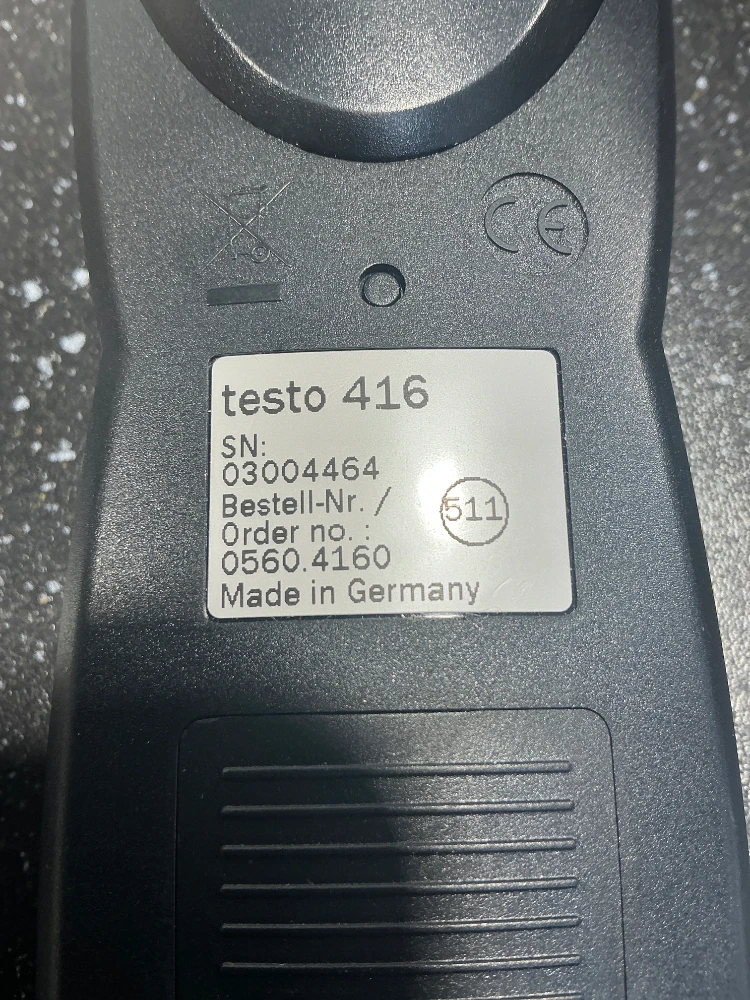 CE
testo 416
SN:
03004464
Bestell-Nr. /
Order no. :
0560.4160
511
Made in Germany